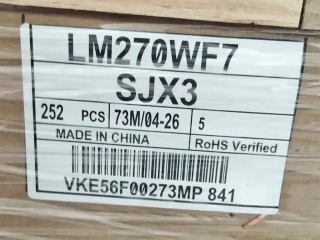 LM270WF7
SJX3
252 PCS 73M/04-26 5
MADE IN CHINA RoHS Verified
VKE56F00273MP 841